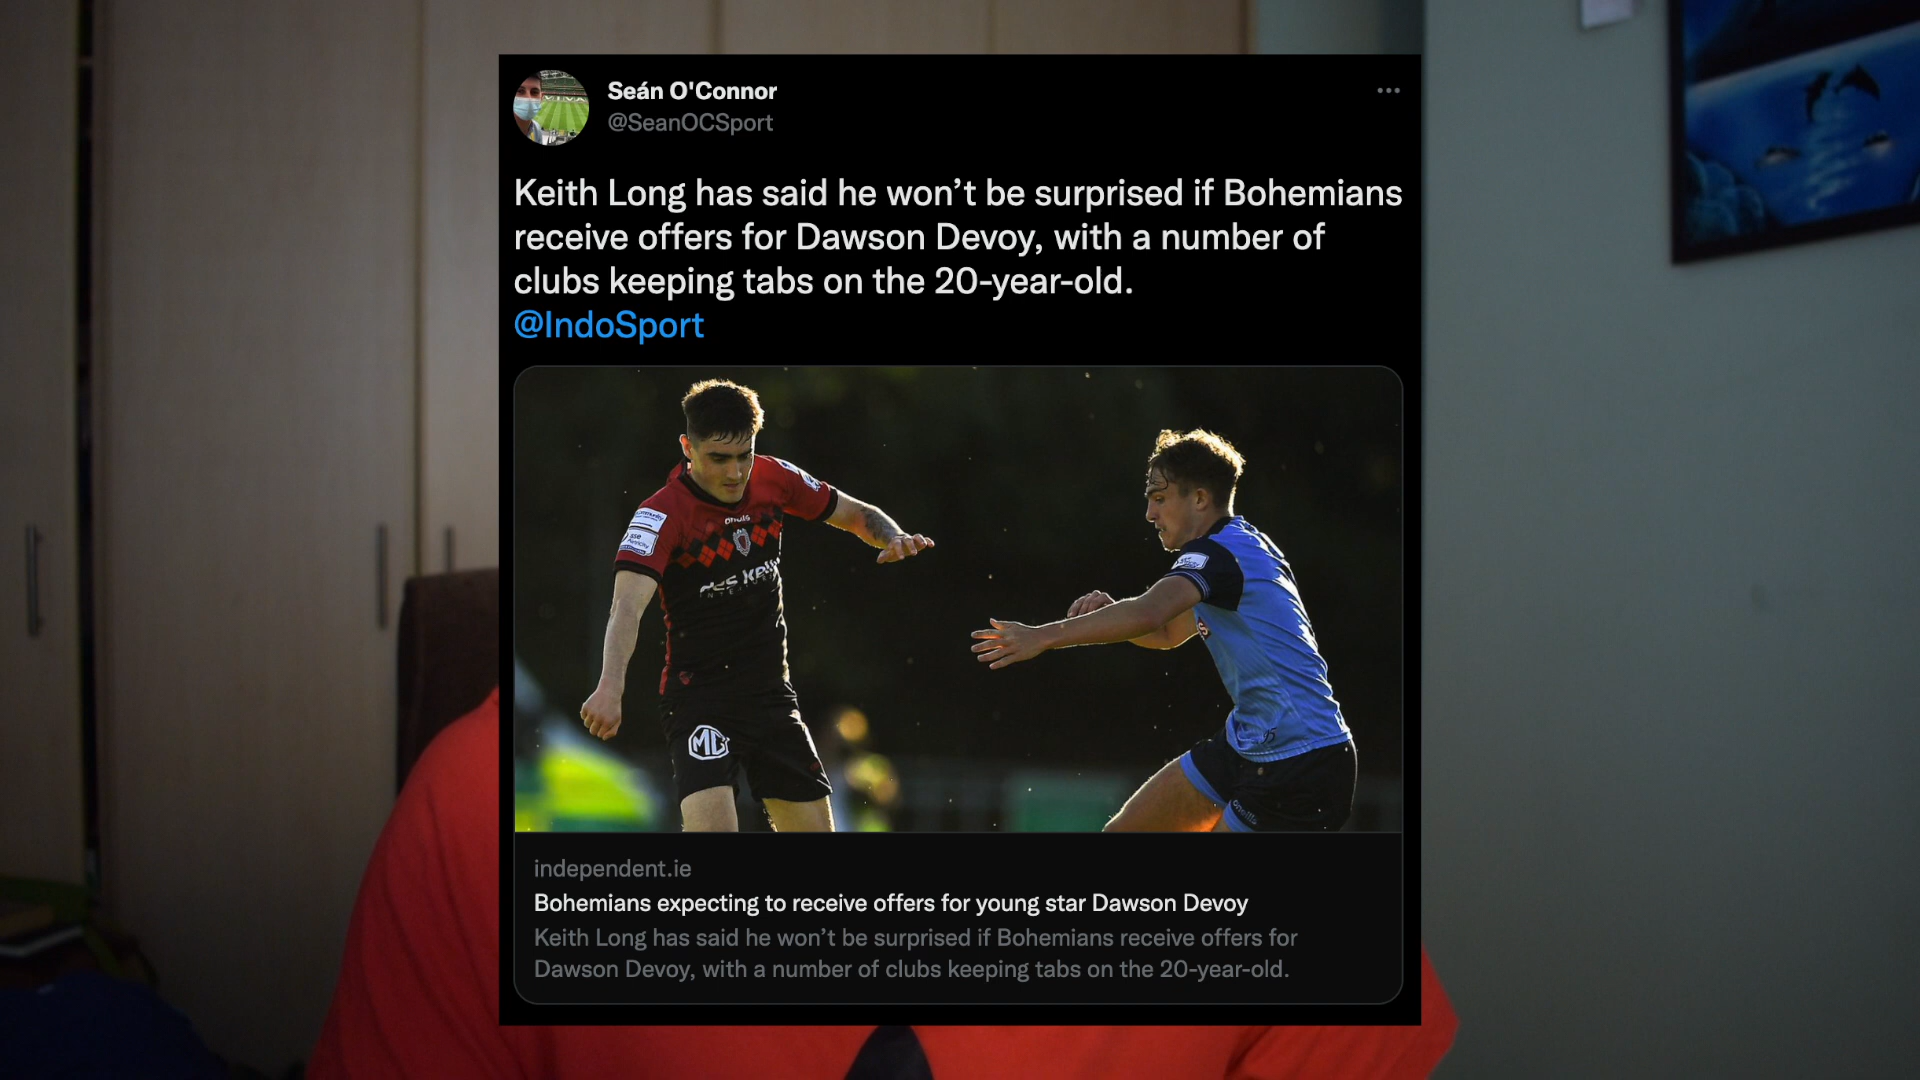 Seán O'Connor
@SeanOCSport
Keith Long has said he won’t be surprised if Bohemians
receive offers for Dawson Devoy, with a number of
clubs keeping tabs on the 20-year-old.
@IndoSport
oneills
MG
oneills
independent.ie
Bohemians expecting to receive offers for young star Dawson Devoy
Keith Long has said he won’t be surprised if Bohemians receive offers for
Dawson Devoy, with a number of clubs keeping tabs on the 20-year-old.